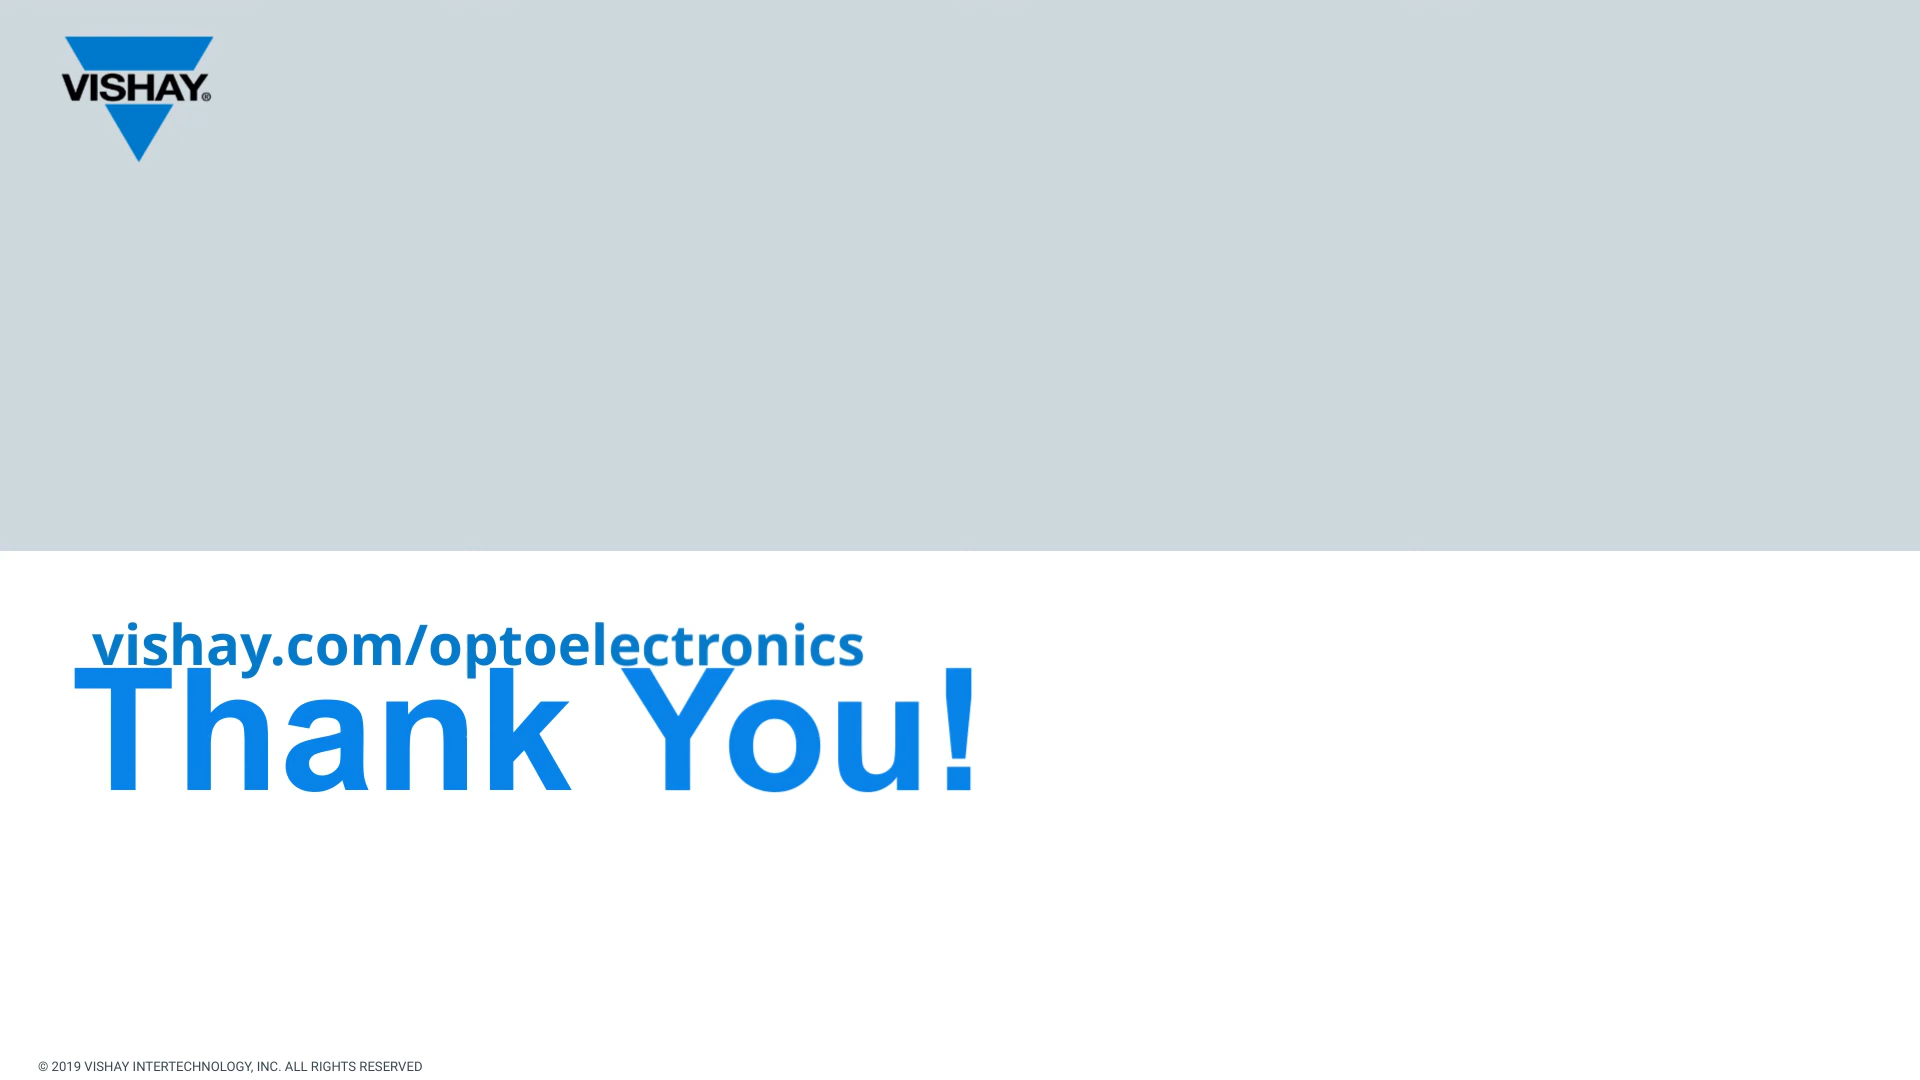 VISHAY®
vishay.com/optoelectronics
Thank You!
© 2019 VISHAY INTERTECHNOLOGY, INC. ALL RIGHTS RESERVED